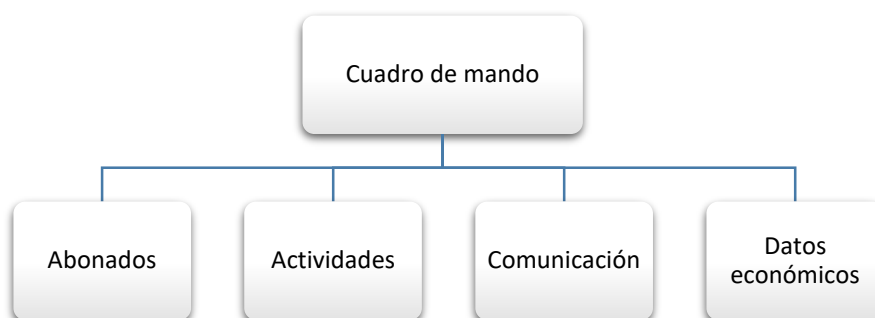 Cuadro de mando
Abonados
Actividades
Comunicación
Datos
económicos